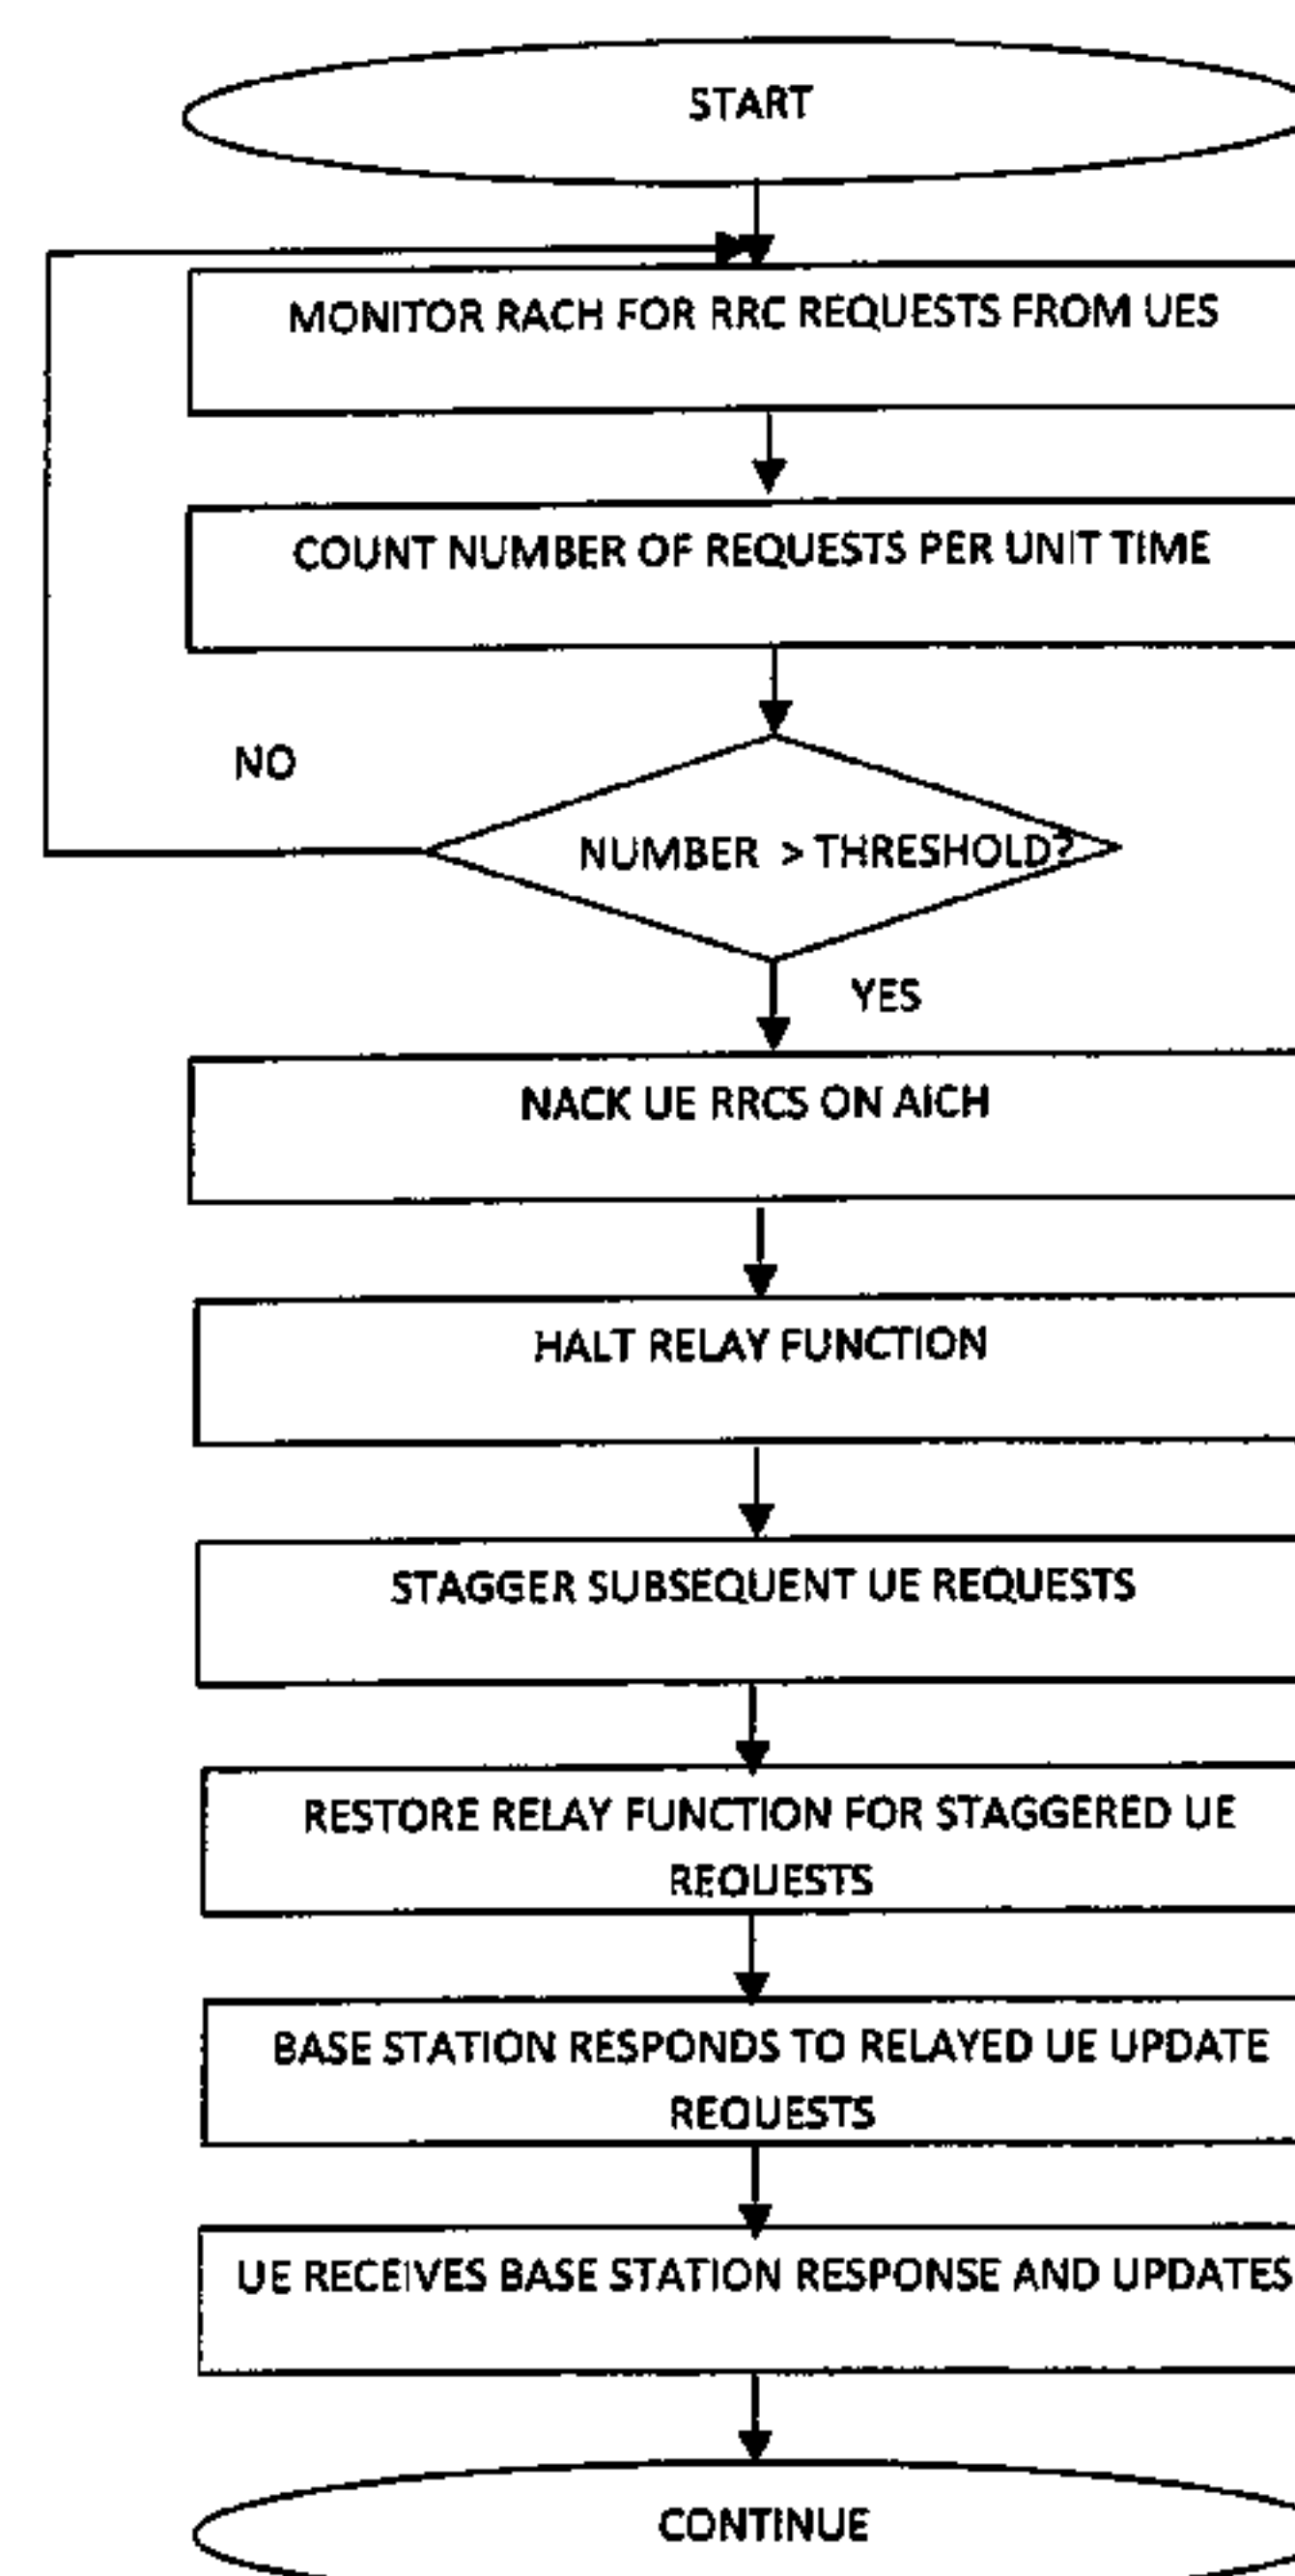 START
MONITOR RACH FOR RRC REQUESTS FROM UES
COUNT NUMBER OF REQUESTS PER UNIT TIME
NO
NUMBER > THRESHOLD?
YES
NACK UE RRCS ON AICH
HALT RELAY FUNCTION
STAGGER SUBSEQUENT UE REQUESTS
RESTORE RELAY FUNCTION FOR STAGGERED UE
REQUESTS
BASE STATION RESPONDS TO RELAYED UE UPDATE
REQUESTS
UE RECEIVES BASE STATION RESPONSE AND UPDATES
CONTINUE